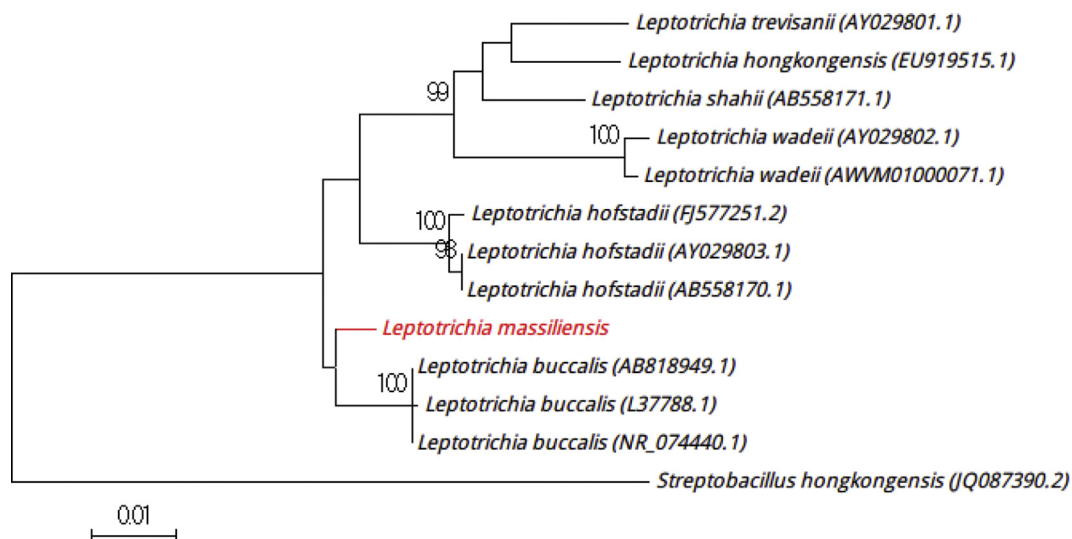 Leptotrichia trevisanii (AY029801.1)
Leptotrichia hongkongensis (EU919515.1)
99
Leptotrichia shahii (AB558171.1)
100
Leptotrichia wadeii (AY029802.1)
Leptotrichia wadeii (AWVM01000071.1)
100
Leptotrichia hofstadii (FJ577251.2)
98
Leptotrichia hofstadii (AY029803.1)
Leptotrichia hofstadii (AB558170.1)
Leptotrichia massiliensis
Leptotrichia buccalis (AB818949.1)
100
Leptotrichia buccalis (L37788.1)
Leptotrichia buccalis (NR_074440.1)
Streptobacillus hongkongensis (JQ087390.2)
0.01